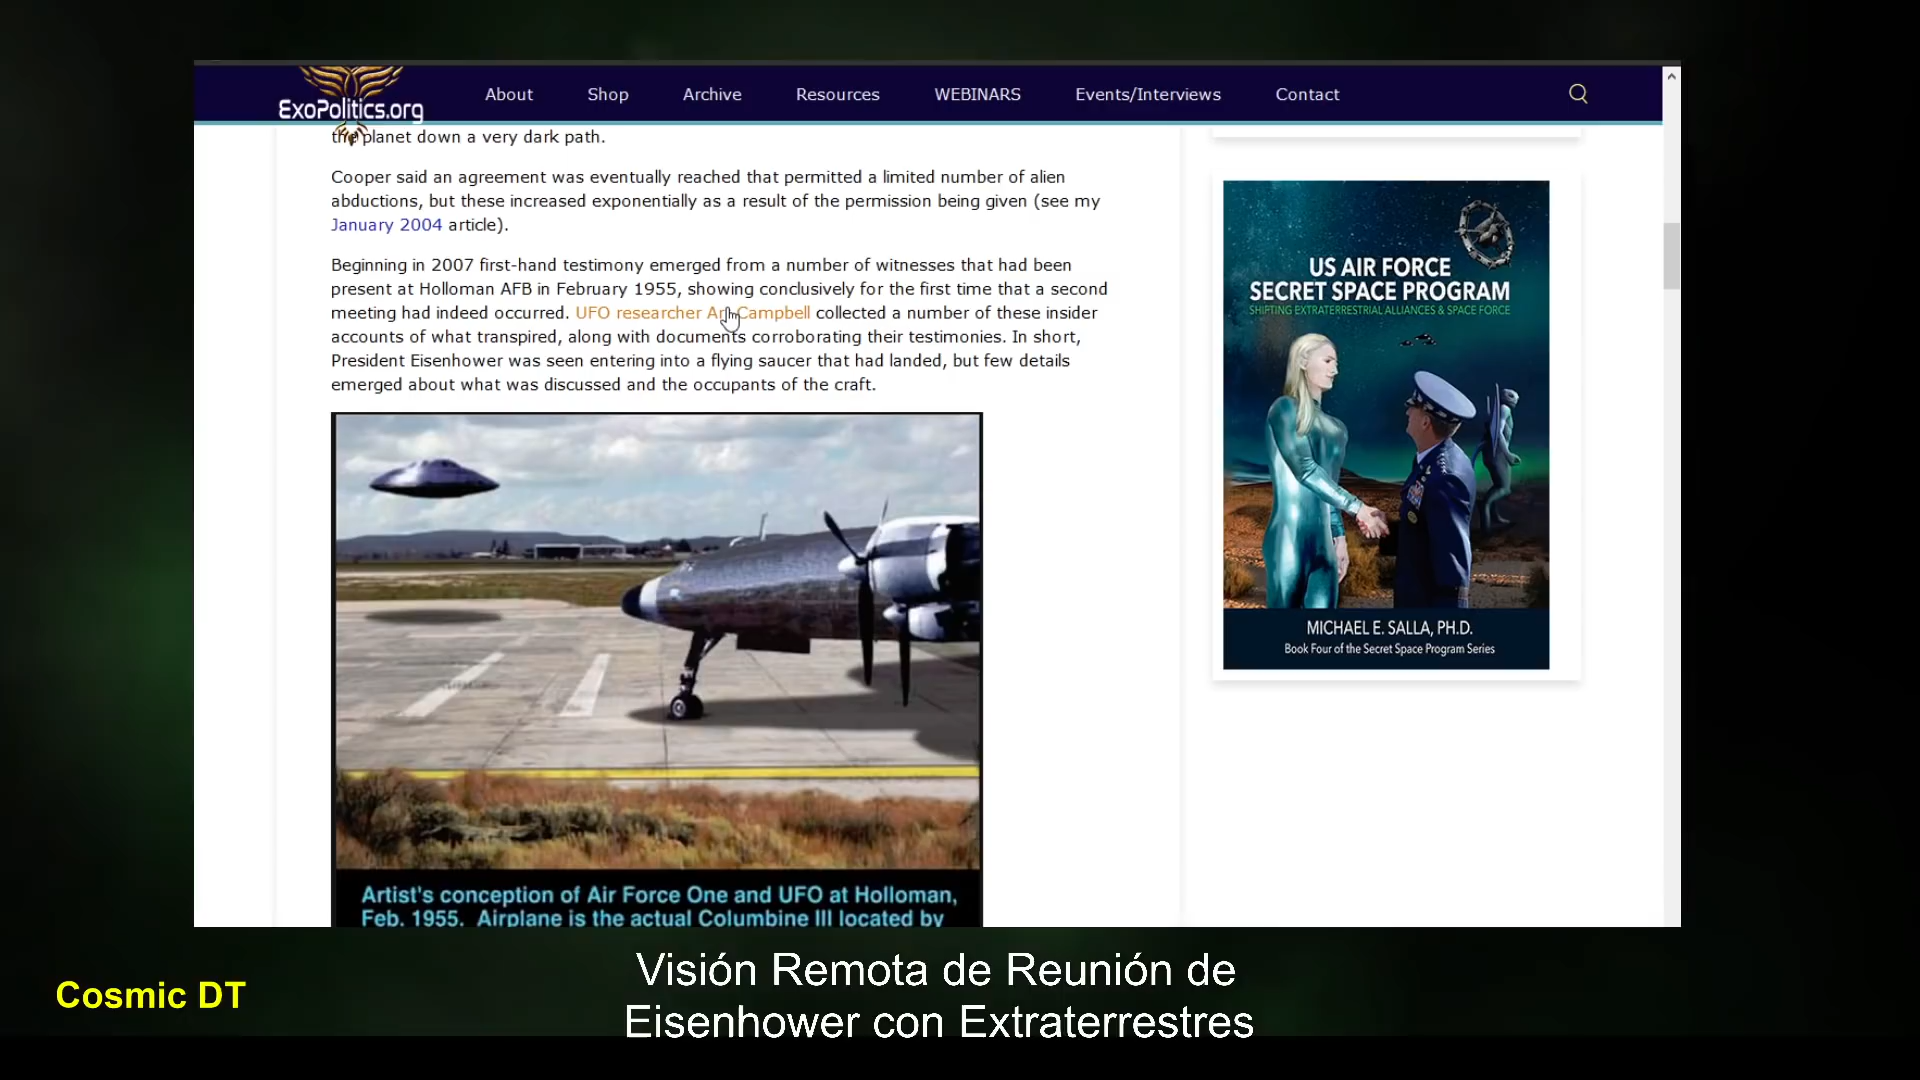 ExoPolitics.org
About
Shop
Archive
Resources
WEBINARS
Events/Interviews
Contact
the planet down a very dark path.
Cooper said an agreement was eventually reached that permitted a limited number of alien
abductions, but these increased exponentially as a result of the permission being given (see my
January 2004 article).
Beginning in 2007 first-hand testimony emerged from a number of witnesses that had been
present at Holloman AFB in February 1955, showing conclusively for the first time that a second
meeting had indeed occurred. UFO researcher Art Campbell collected a number of these insider
accounts of what transpired, along with documents corroborating their testimonies. In short,
President Eisenhower was seen entering into a flying saucer that had landed, but few details
emerged about what was discussed and the occupants of the craft.
Artist's conception of Air Force One and UFO at Holloman,
Feb. 1955. Airplane is the actual Columbine III located by
US AIR FORCE
SECRET SPACE PROGRAM
SHIFTING EXTRATERRESTRIAL ALLIANCES & SPACE FORCE
MICHAEL E. SALLA, PH.D.
Book Four of the Secret Space Program Series
Cosmic DT
Visión Remota de Reunión de
Eisenhower con Extraterrestres